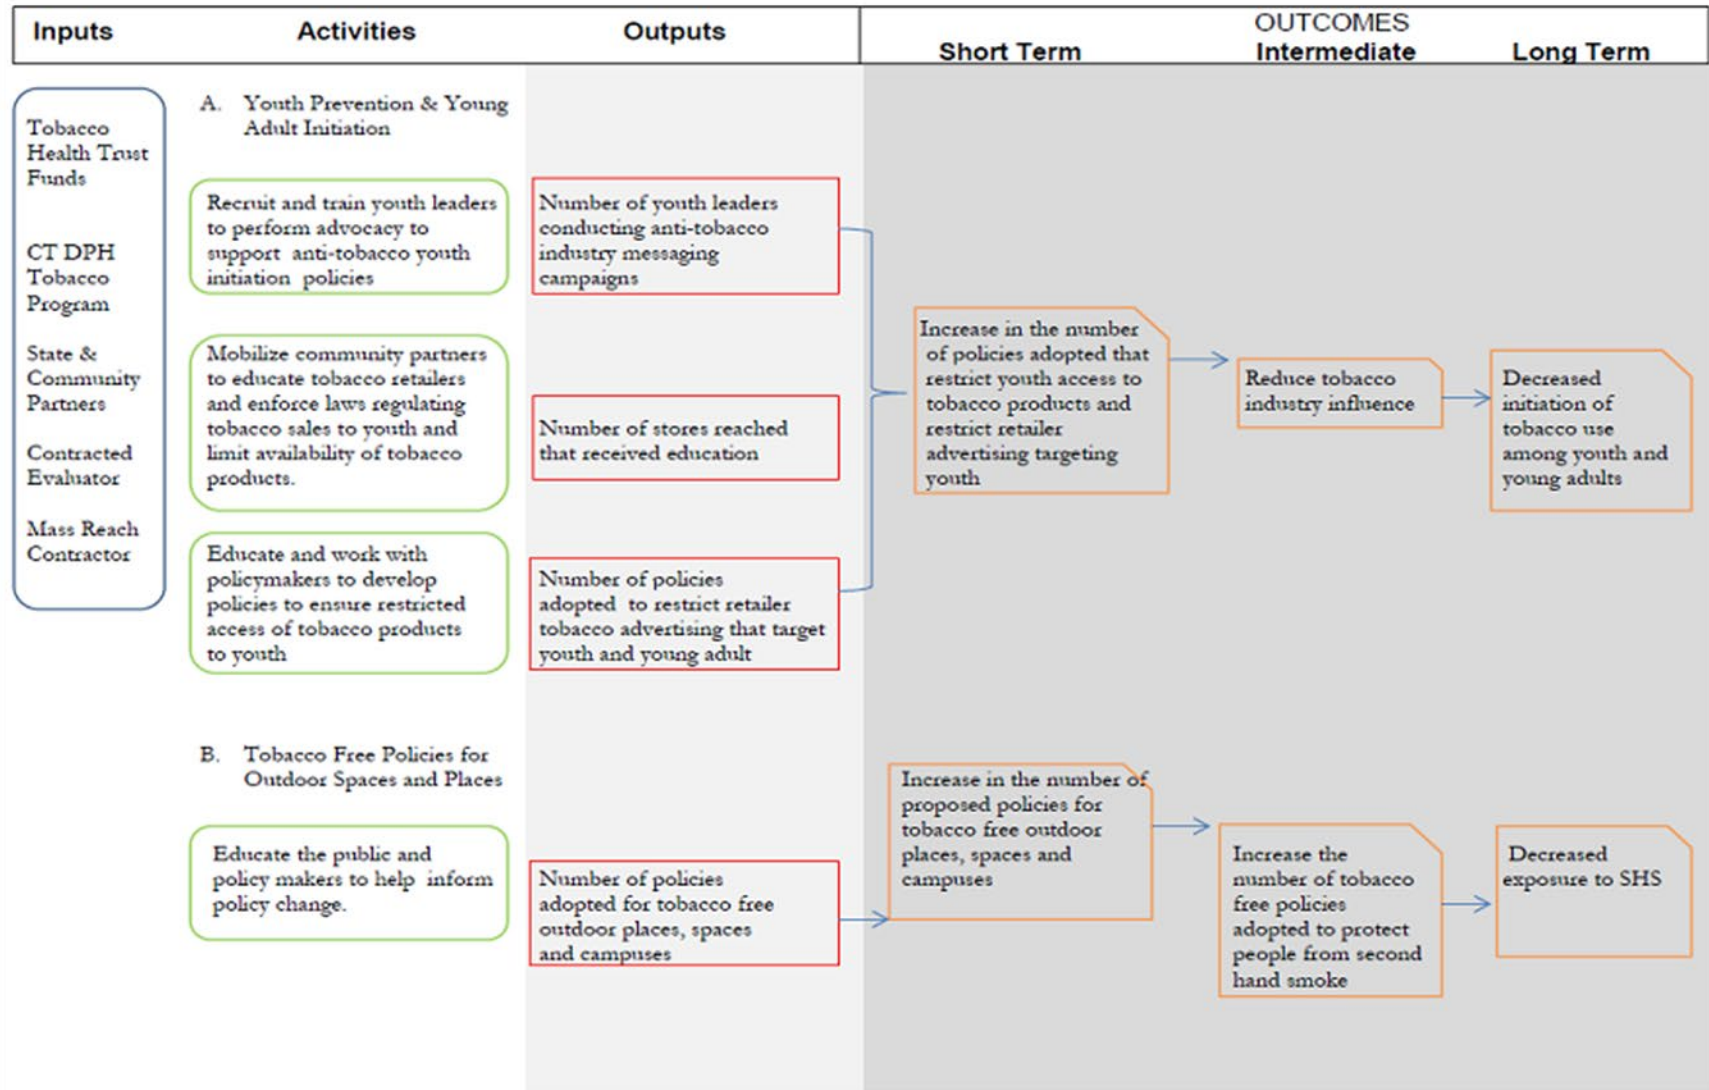 Inputs
Activities
Outputs
OUTCOMES
Short Term
Intermediate
Long Term
Tobacco
Health Trust
Funds
CT DPH
Tobacco
Program
State &
Community
Partners
Contracted
Evaluator
Mass Reach
Contractor
A. Youth Prevention & Young
Adult Initiation
Recruit and train youth leaders
to perform advocacy to
support anti-tobacco youth
initiation policies
Number of youth leaders
conducting anti-tobacco
industry messaging
campaigns
Mobilize community partners
to educate tobacco retailers
and enforce laws regulating
tobacco sales to youth and
limit availability of tobacco
products.
Number of stores reached
that received education
Educate and work with
policymakers to develop
policies to ensure restricted
access of tobacco products
to youth
Number of policies
adopted to restrict retailer
tobacco advertising that target
youth and young adult
Increase in the number
of policies adopted that
restrict youth access to
tobacco products and
restrict retailer
advertising targeting
youth
Reduce tobacco
industry influence
Decreased
initiation of
tobacco use
among youth and
young adults
B. Tobacco Free Policies for
Outdoor Spaces and Places
Educate the public and
policy makers to help inform
policy change.
Number of policies
adopted for tobacco free
outdoor places, spaces
and campuses
Increase in the number of
proposed policies for
tobacco free outdoor
places, spaces and
campuses
Increase the
number of tobacco
free policies
adopted to protect
people from second
hand smoke
Decreased
exposure to SHS